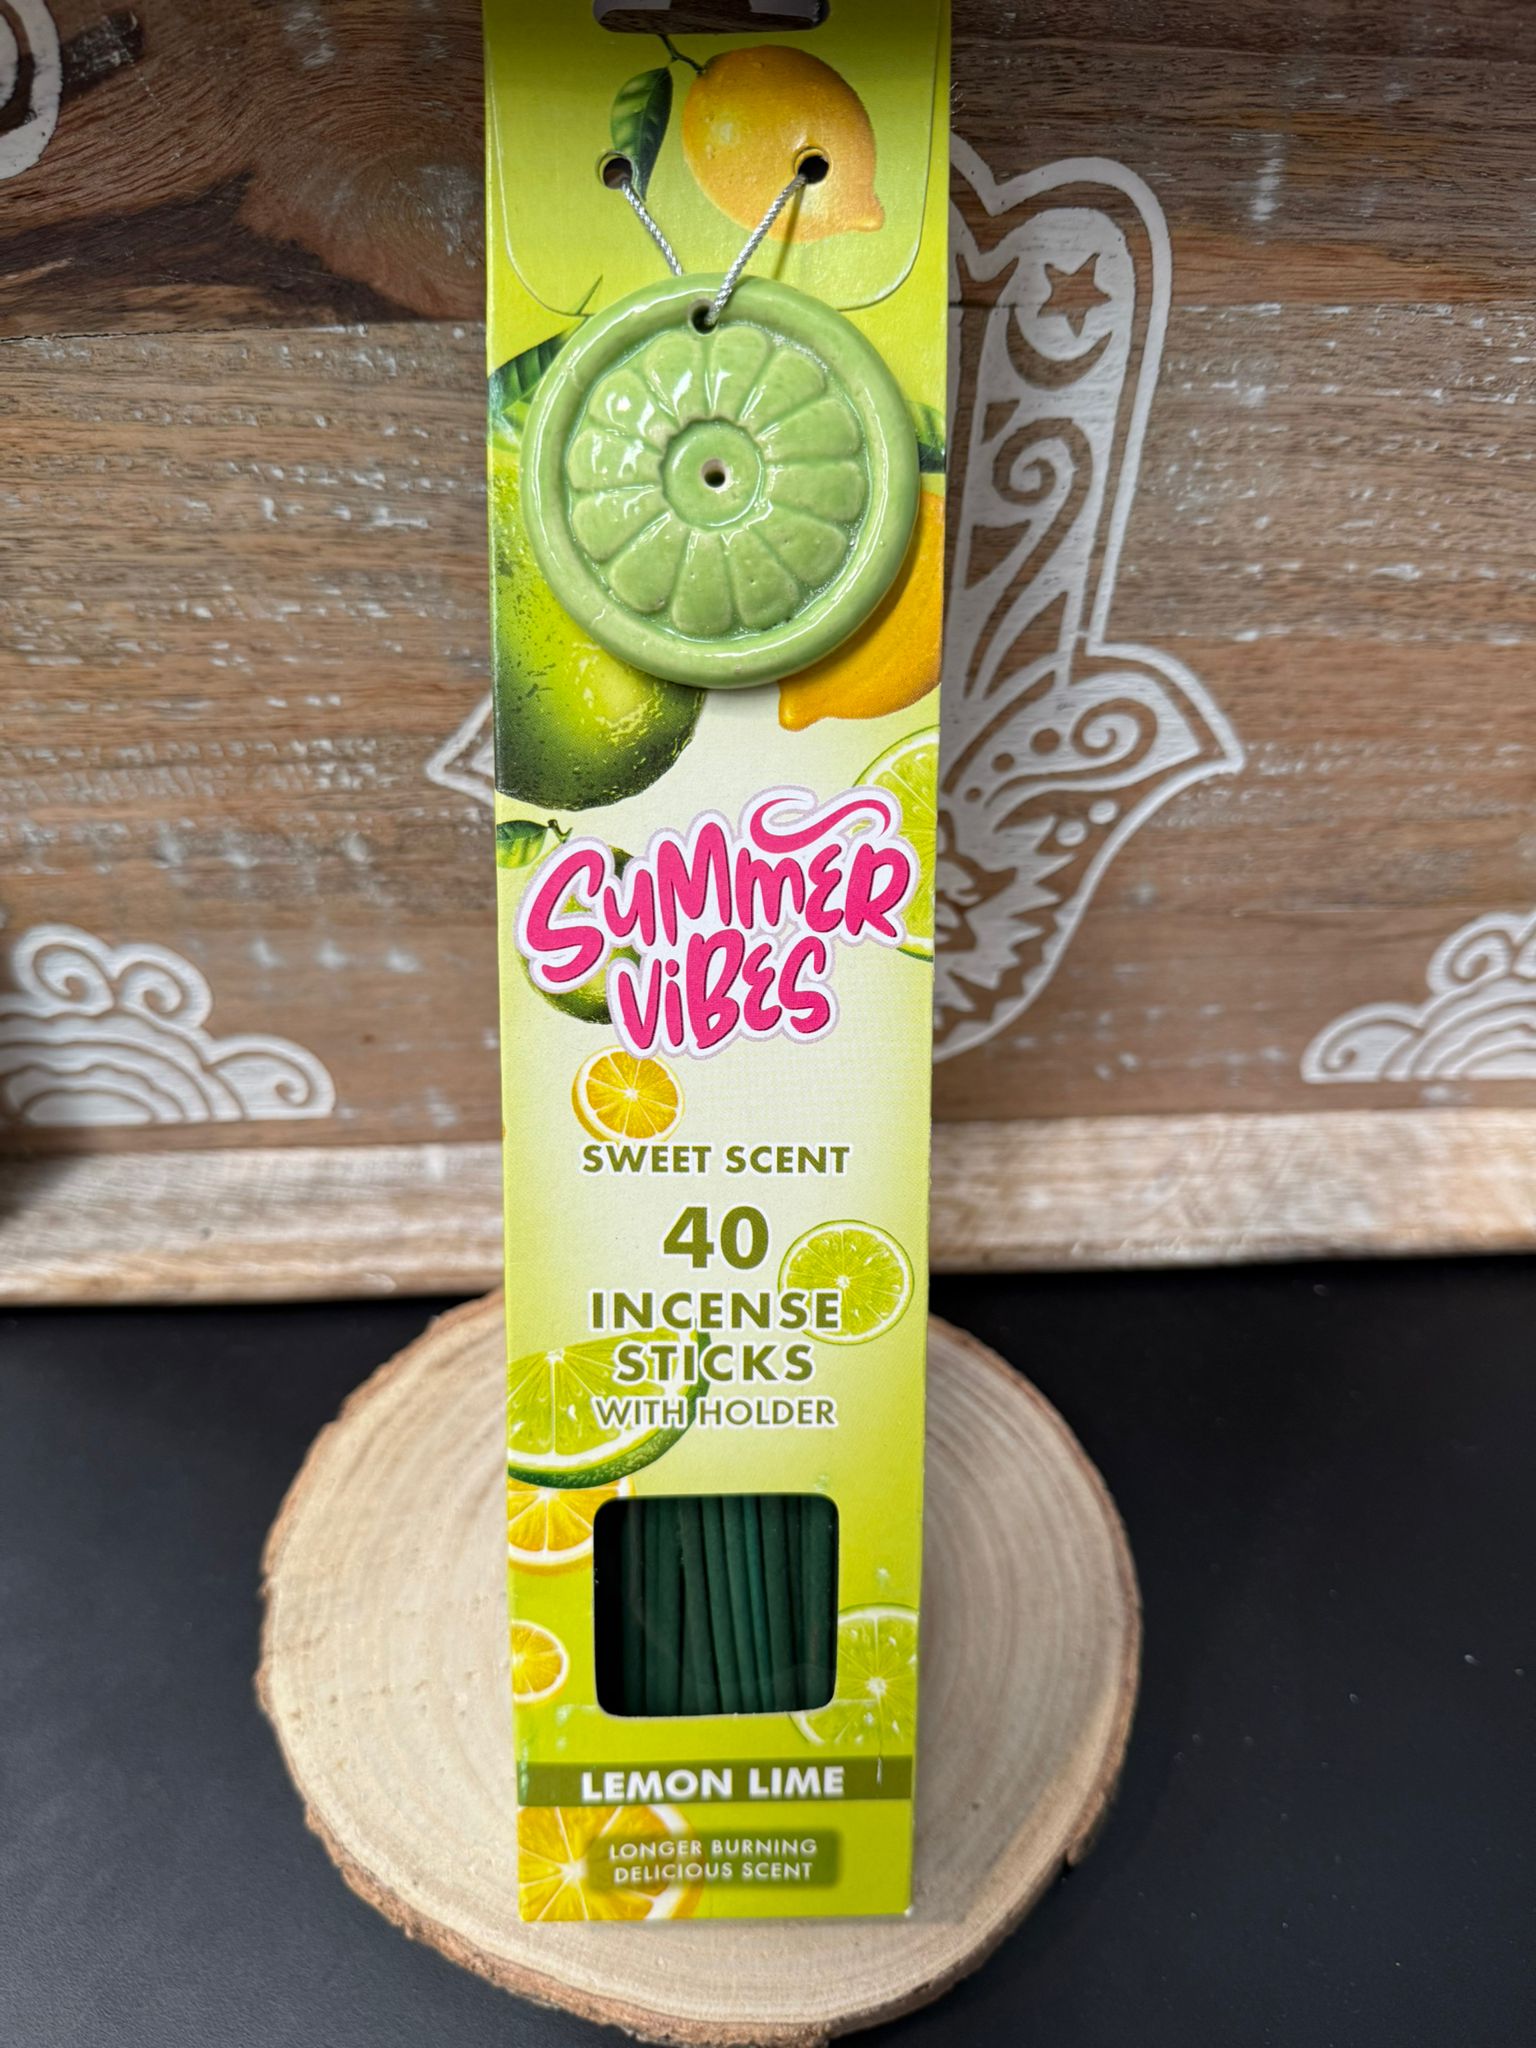 SUMMER
VIBES
SWEET SCENT
40
INCENSE
STICKS
WITH HOLDER
LEMON LIME
LONGER BURNING
DELICIOUS SCENT